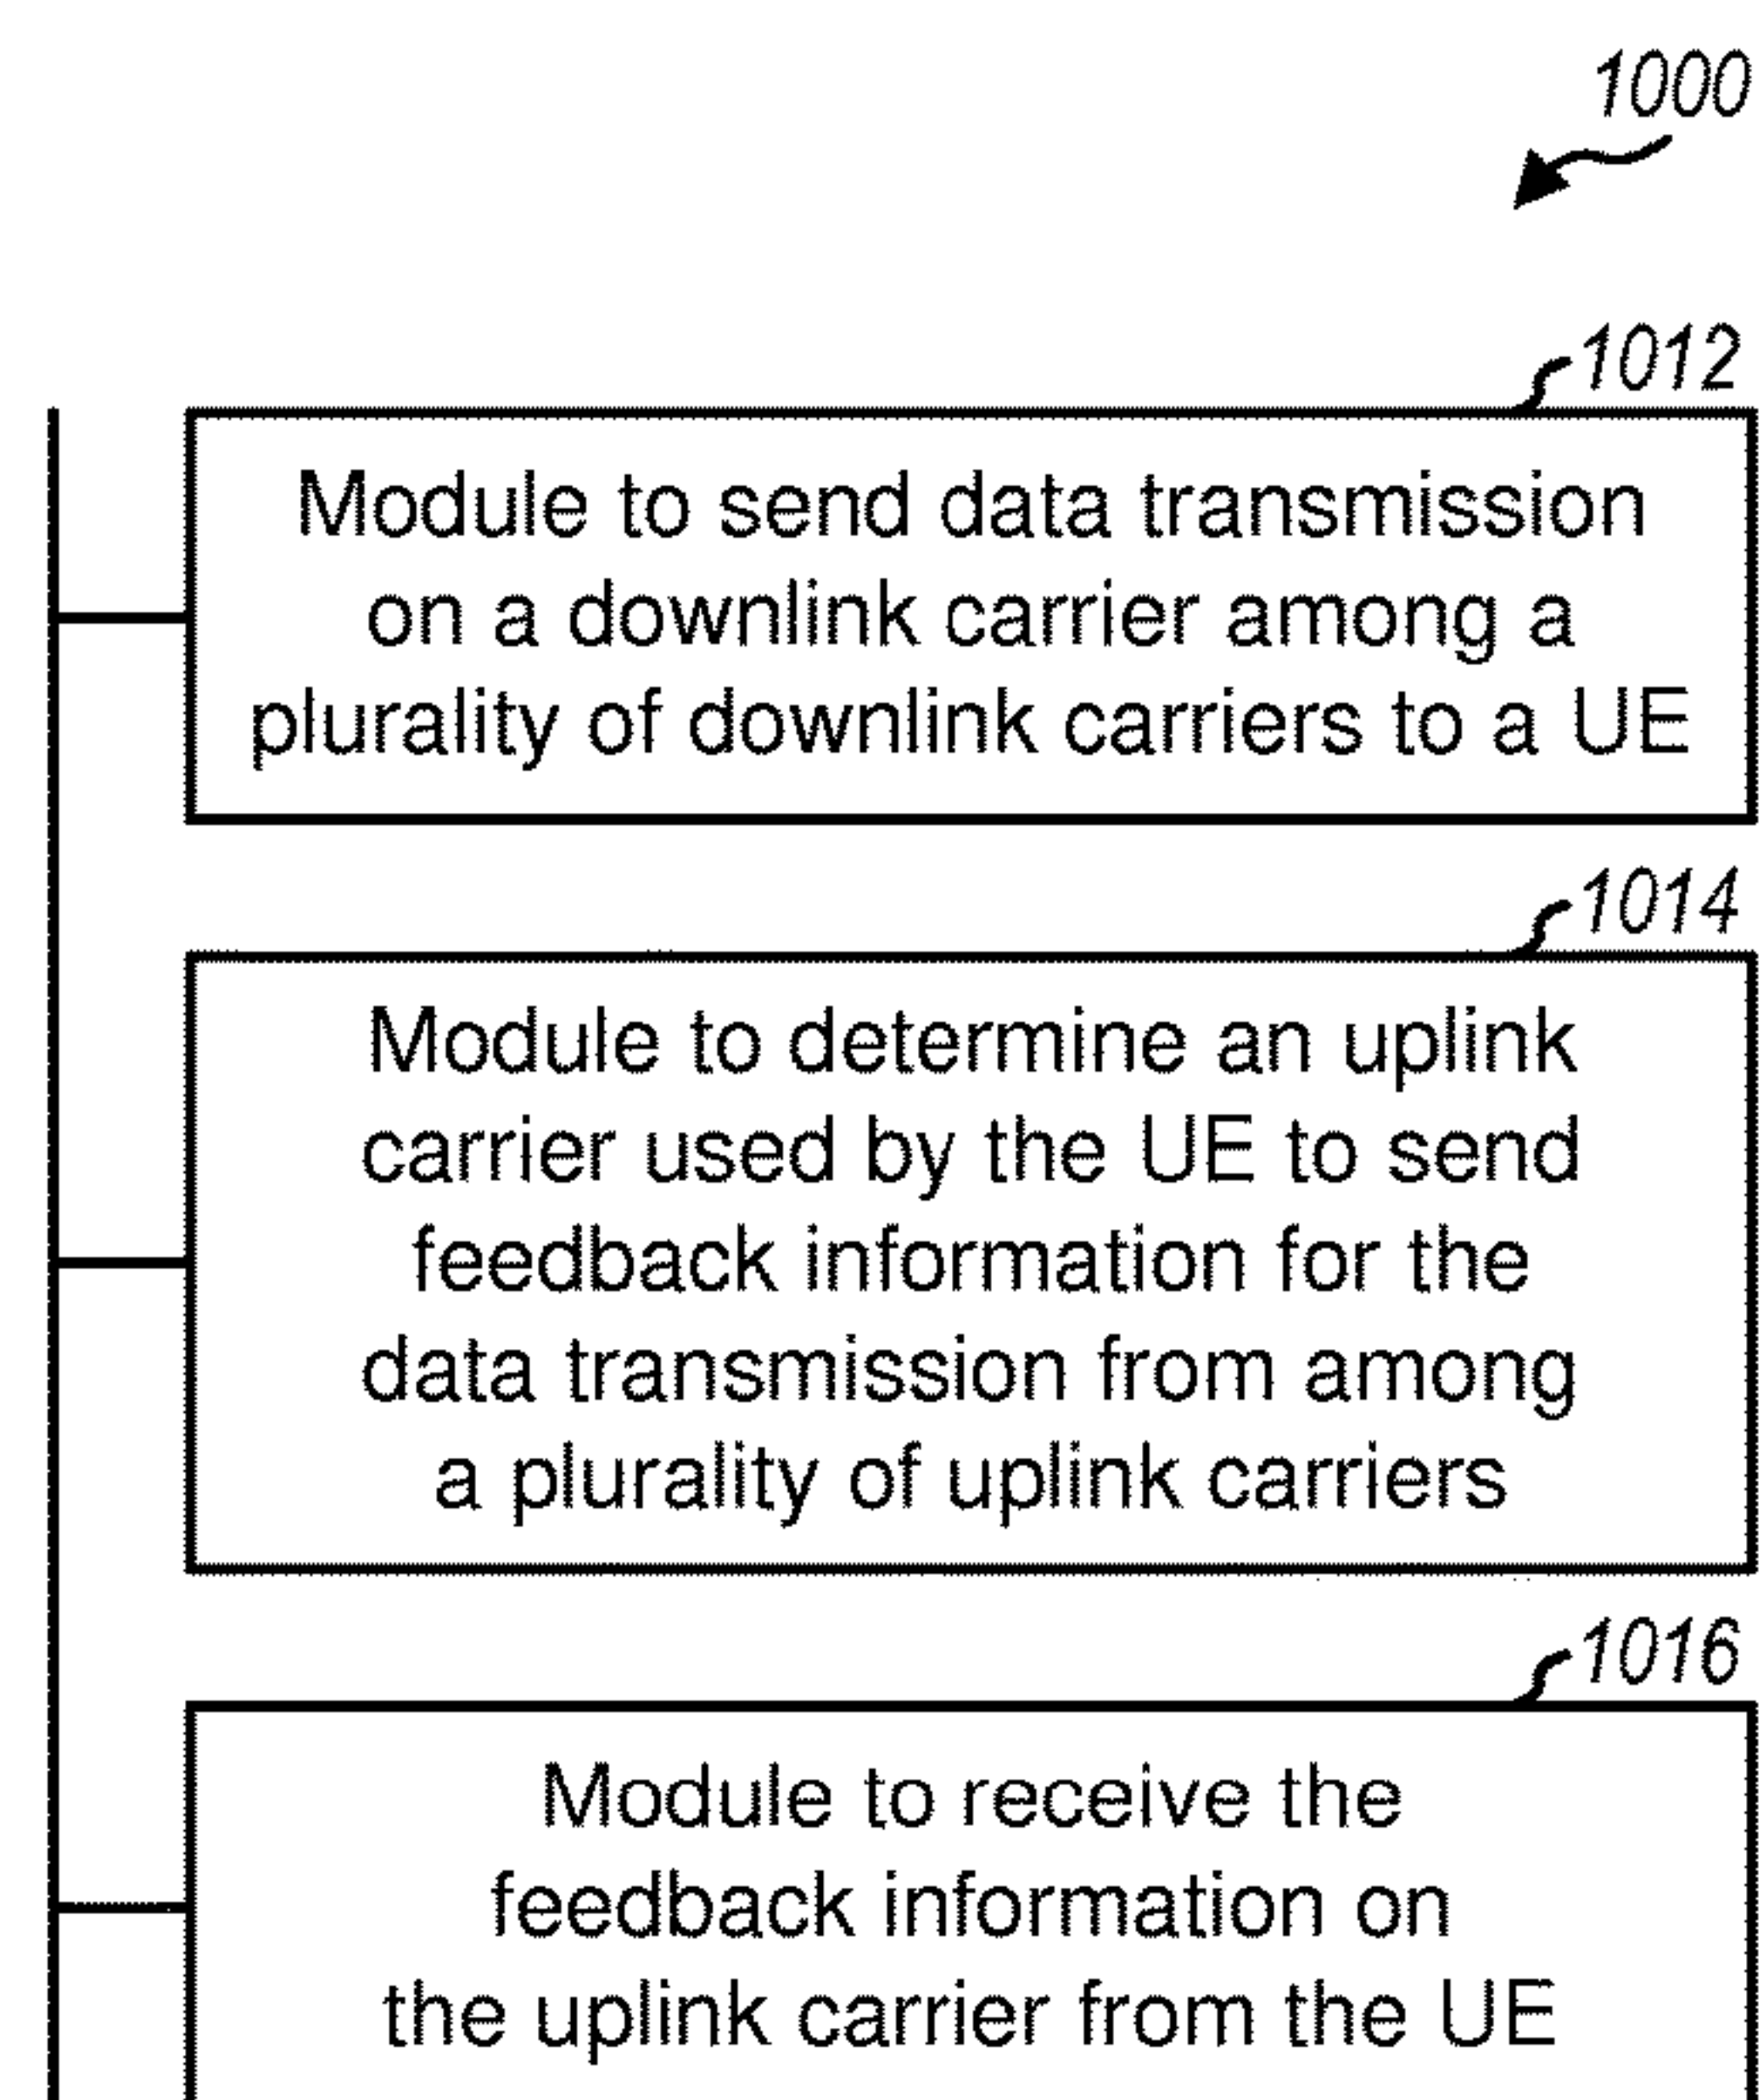 1000
1012
Module to send data transmission
on a downlink carrier among a
plurality of downlink carriers to a UE
1014
Module to determine an uplink
carrier used by the UE to send
feedback information for the
data transmission from among
a plurality of uplink carriers
1016
Module to receive the
feedback information on
the uplink carrier from the UE